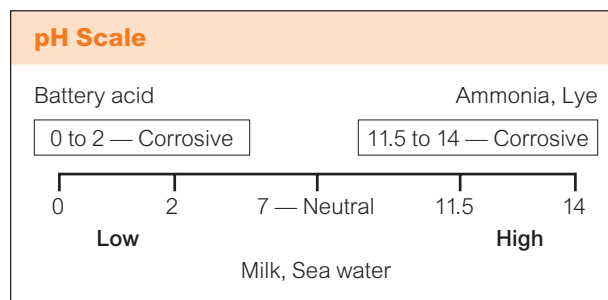 pH Scale
Battery acid Ammonia, Lye
0 to 2 — Corrosive 11.5 to 14 — Corrosive
0 2 7 — Neutral 11.5 14
Low High
Milk, Sea water